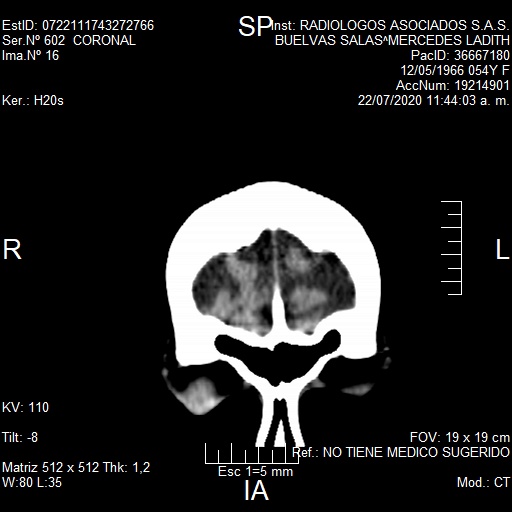 EstID: 0722111743272766
Ser.Nº 602 CORONAL
Ima.Nº 16
Ker.: H20s
SP
Inst: RADIOLOGOS ASOCIADOS S.A.S.
BUELVAS SALAS^MERCEDES LADITH
PacID: 36667180
12/05/1966 054Y F
AccNum: 19214901
22/07/2020 11:44:03 a. m.
R
L
KV: 110
Tilt: -8
Matriz 512 x 512 Thk: 1,2
W:80 L:35
Esc 1=5 mm
IA
FOV: 19 x 19 cm
Ref.: NO TIENE MEDICO SUGERIDO
Mod.: CT